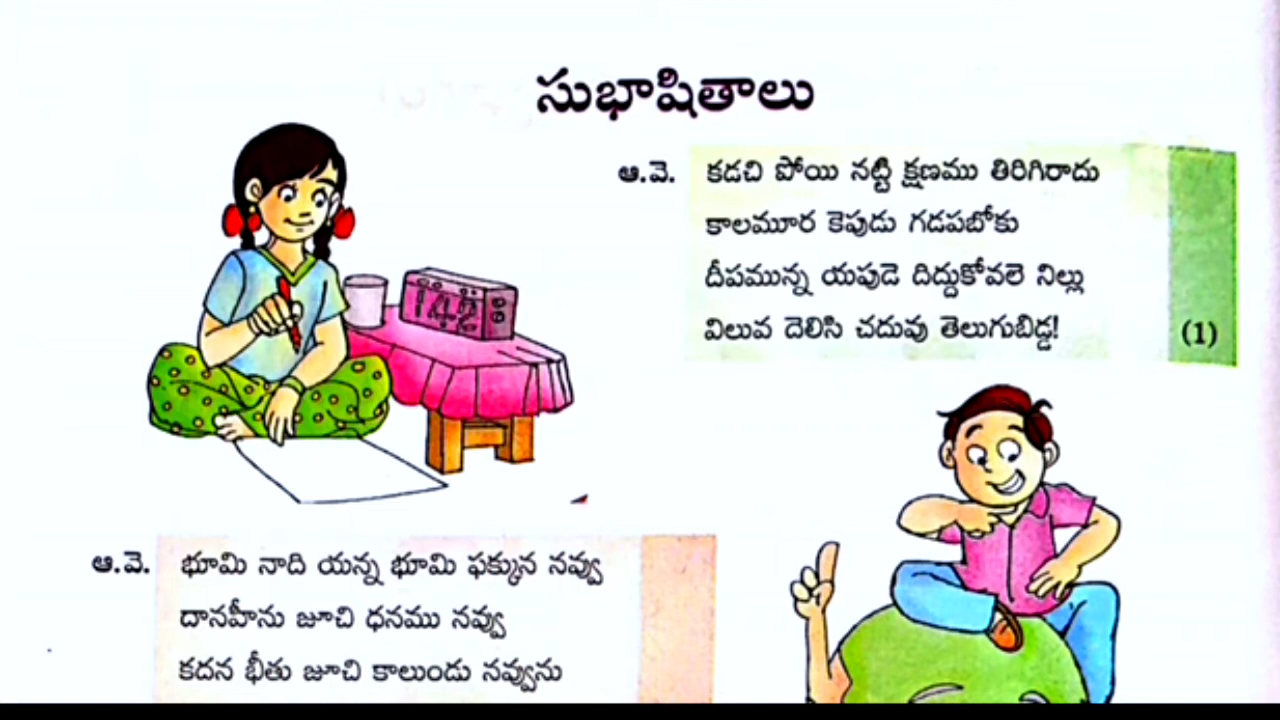 సుభాషితాలు
ఆ.వె. కడచి పోయి నట్టి క్షణము తిరిగిరాదు
కాలమూర కెపుడు గడపబోకు
దీపమున్న యపుడె దిద్దుకోవలె నిల్లు
విలువ దెలిసి చదువు తెలుగుబిడ్డ! (1)
ఆ.వె. భూమి నాది యన్న భూమి ఫక్కున నవ్వు
దానహీను జూచి ధనము నవ్వు
కదన భీతు జూచి కాలుండు నవ్వును